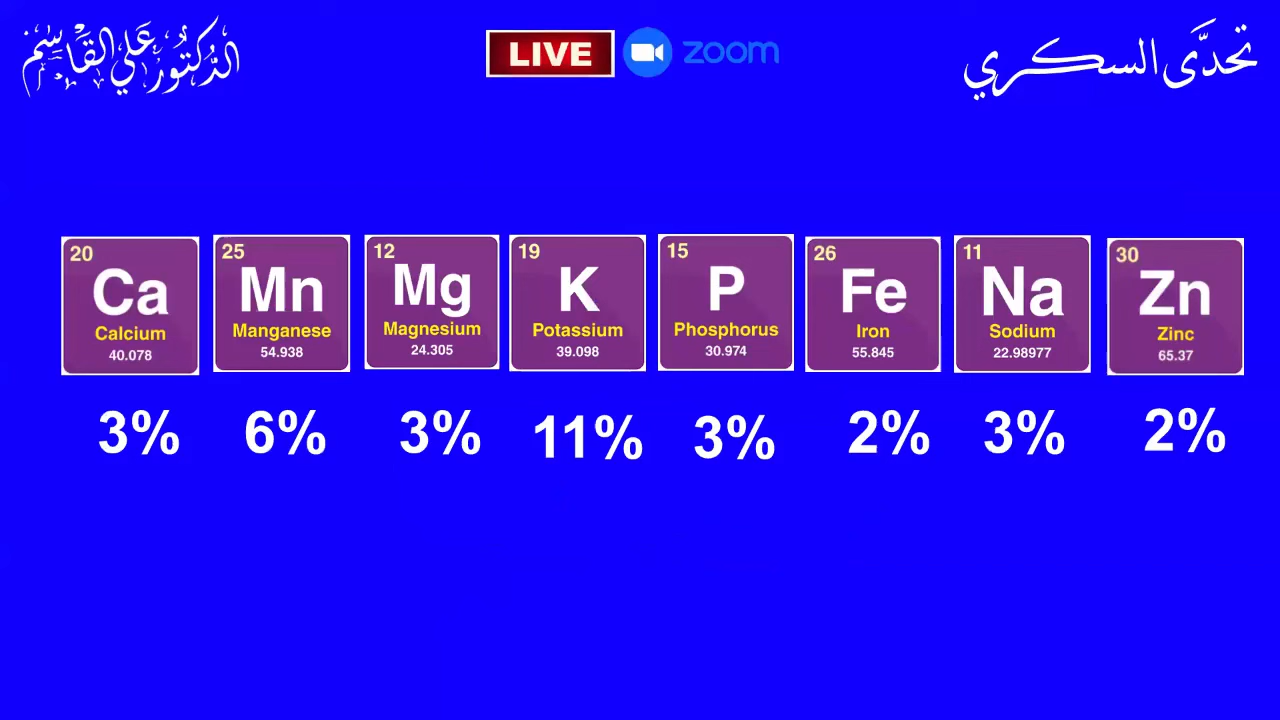 الدكتور علي القاسم
LIVE zoom
تحدَّى السكري
20 25 12 19 15 26 11 30
Ca Mn Mg K P Fe Na Zn
Calcium Manganese Magnesium Potassium Phosphorus Iron Sodium Zinc
40.078 54.938 24.305 39.098 30.974 55.845 22.98977 65.37
3% 6% 3% 11% 3% 2% 3% 2%